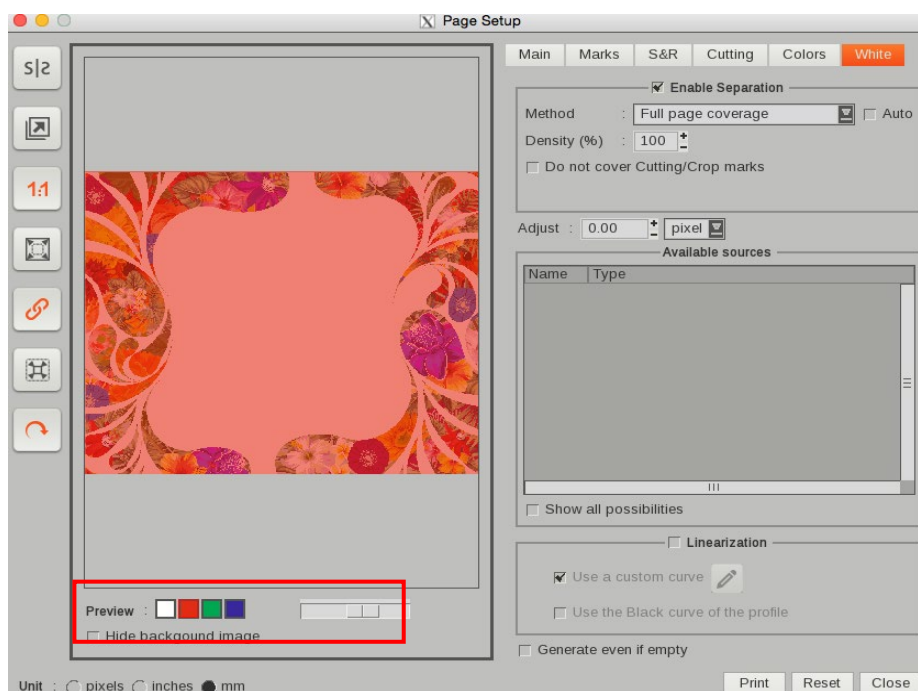 X Page Setup
S|S
1:1
Main Marks S&R Cutting Colors White
Enable Separation
Method : Full page coverage Auto
Density (%) : 100
Do not cover Cutting/Crop marks
Adjust : 0.00 pixel
Available sources
Name Type
Show all possibilities
Linearization
Use a custom curve
Use the Black curve of the profile
Generate even if empty
Preview :
Hide backgound image
Unit : pixels inches mm
Print Reset Close